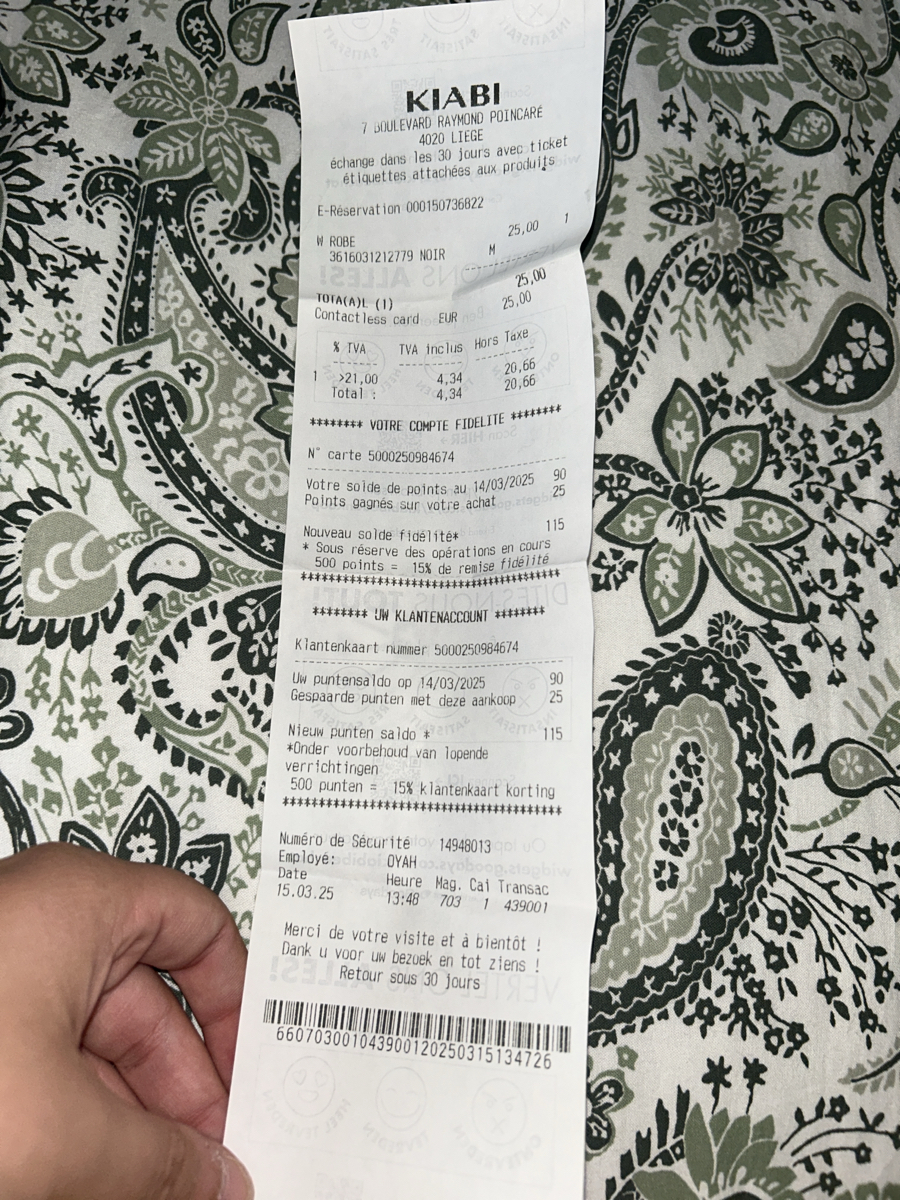 KIABI
7 BOULEVARD RAYMOND POINCARÉ
4020 LIEGE
échange dans les 30 jours avec ticket
étiquettes attachées aux produits
E-Réservation 000150736822
W ROBE 25,00 1
3616031212779 NOIR M
25,00
TOTA(A)L (1)
Contactless card EUR 25,00
% TVA TVA inclus Hors Taxe
1 >21,00 4,34 20,66
Total : 4,34 20,66
******** VOTRE COMPTE FIDELITE ********
N° carte 5000250984674
Votre solde de points au 14/03/2025 90
Points gagnés sur votre achat 25
Nouveau solde fidélité* 115
* Sous réserve des opérations en cours
500 points = 15% de remise fidélité
****************************************
******** UW KLANTENACCOUNT ********
Klantenkaart nummer 5000250984674
Uw puntensaldo op 14/03/2025 90
Gespaarde punten met deze aankoop 25
Nieuw punten saldo * 115
*Onder voorbehoud van lopende
verrichtingen
500 punten = 15% klantenkaart korting
****************************************
Numéro de Sécurité 14948013
Employé: OYAH
Date Heure Mag. Cai Transac
15.03.25 13:48 703 1 439001
Merci de votre visite et à bientôt !
Dank u voor uw bezoek en tot ziens !
Retour sous 30 jours
66070300104390012025031513​4726